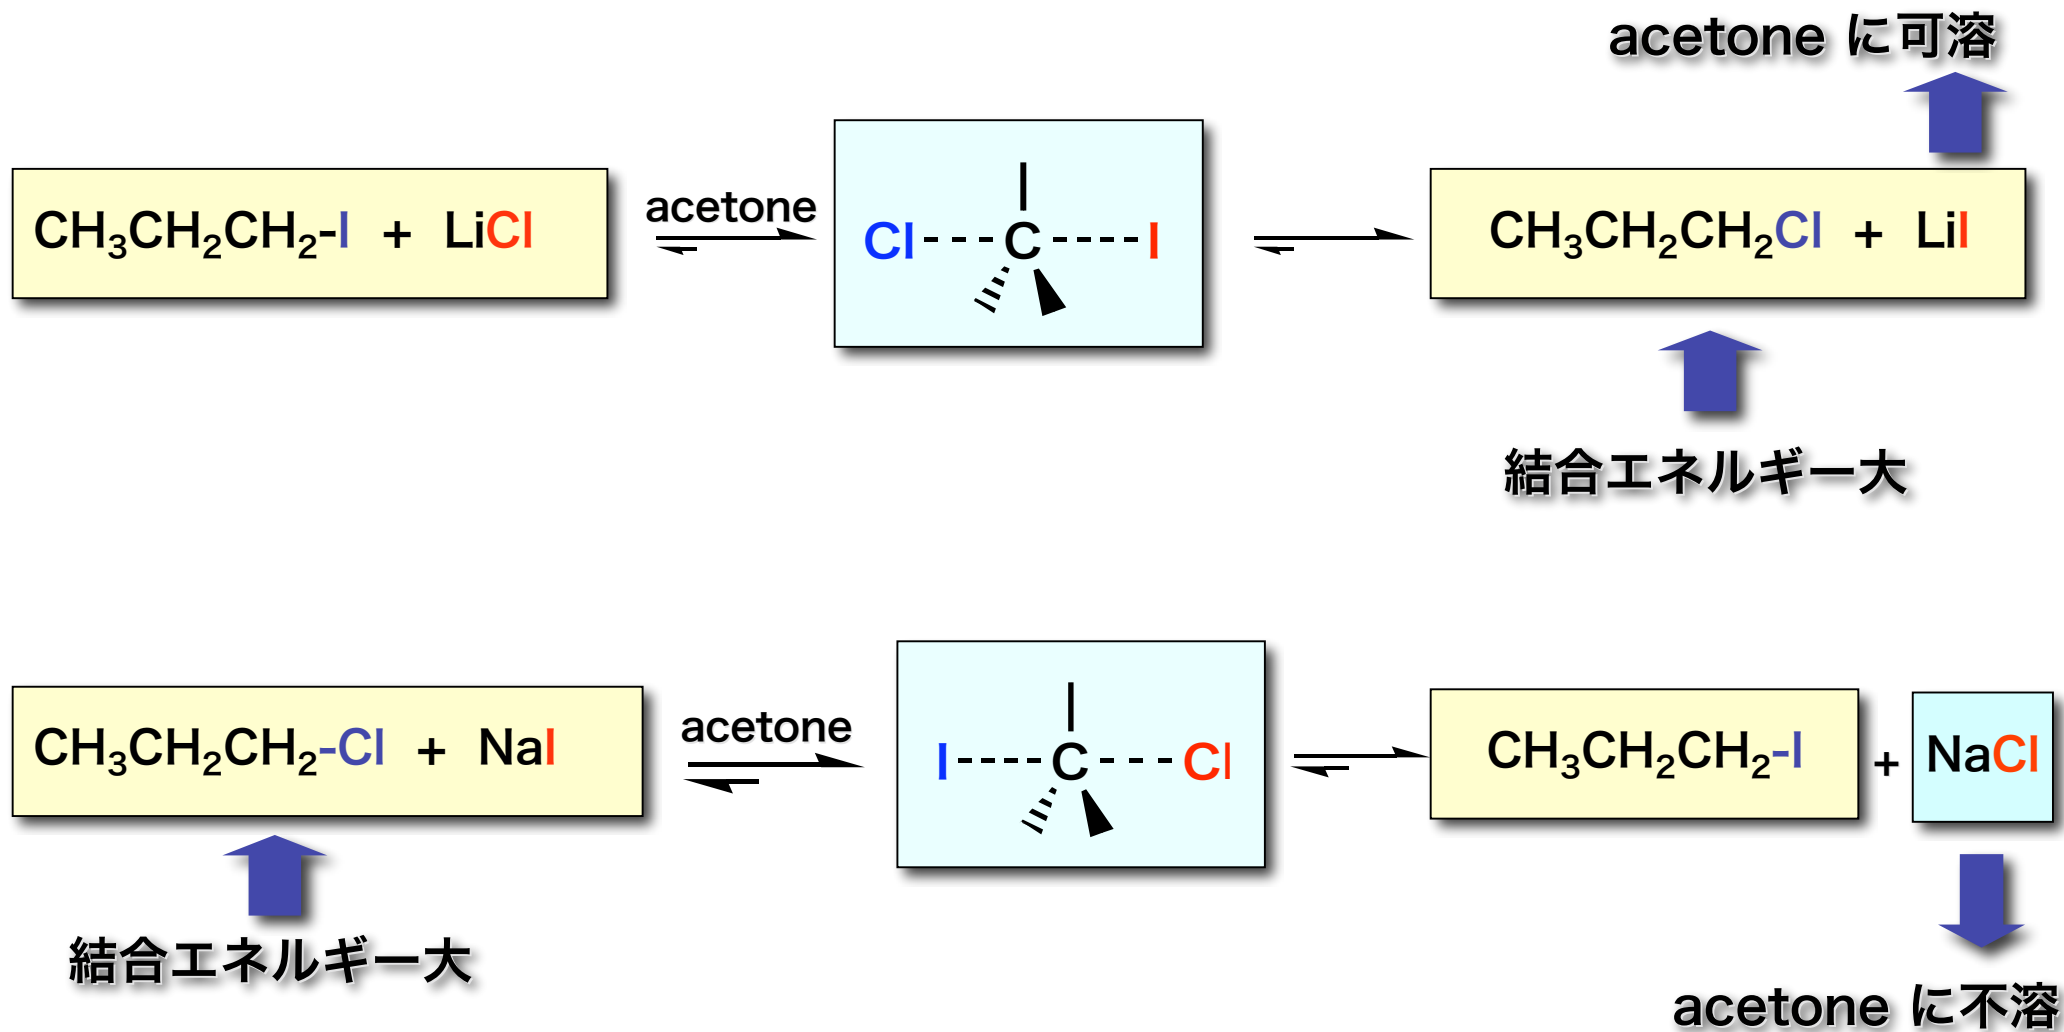 acetone に可溶
CH₃CH₂CH₂-I + LiCl
acetone
Cl C I
CH₃CH₂CH₂Cl + LiI
結合エネルギー大
CH₃CH₂CH₂-Cl + NaI
acetone
I C Cl
CH₃CH₂CH₂-I + NaCl
結合エネルギー大
acetone に不溶